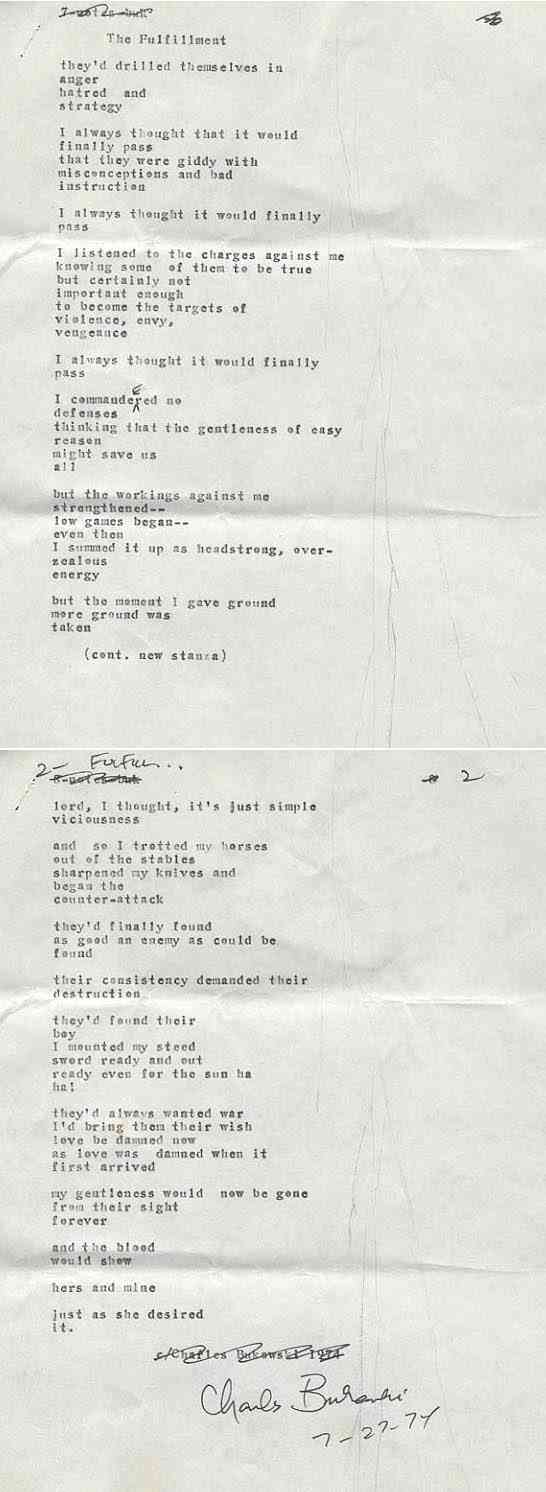 The Fulfillment
they'd drilled themselves in
anger
hatred and
strategy
I always thought that it would
finally pass
that they were giddy with
misconceptions and bad
instruction
I always thought it would finally
pass
I listened to the charges against me
knowing some of them to be true
but certainly not
important enough
to become the targets of
violence, envy,
vengeance
I always thought it would finally
pass
I commandeered no
defenses
thinking that the gentleness of easy
reason
might save us
all
but the workings against me
strengthened--
low games began--
even then
I summed it up as headstrong, over-
zealous
energy
but the moment I gave ground
more ground was
taken
(cont. new stanza)
2- Fulfill...
2
lord, I thought, it's just simple
viciousness
and so I trotted my horses
out of the stables
sharpened my knives and
began the
counter-attack
they'd finally found
as good an enemy as could be
found
their consistency demanded their
destruction
they'd found their
boy
I mounted my steed
sword ready and out
ready even for the sun ha
ha!
they'd always wanted war
I'd bring them their wish
love be damned now
as love was damned when it
first arrived
my gentleness would now be gone
from their sight
forever
and the blood
would show
hers and mine
just as she desired
it.
c/Charles Bukowski 1974
Charles Bukowski
7-27-74